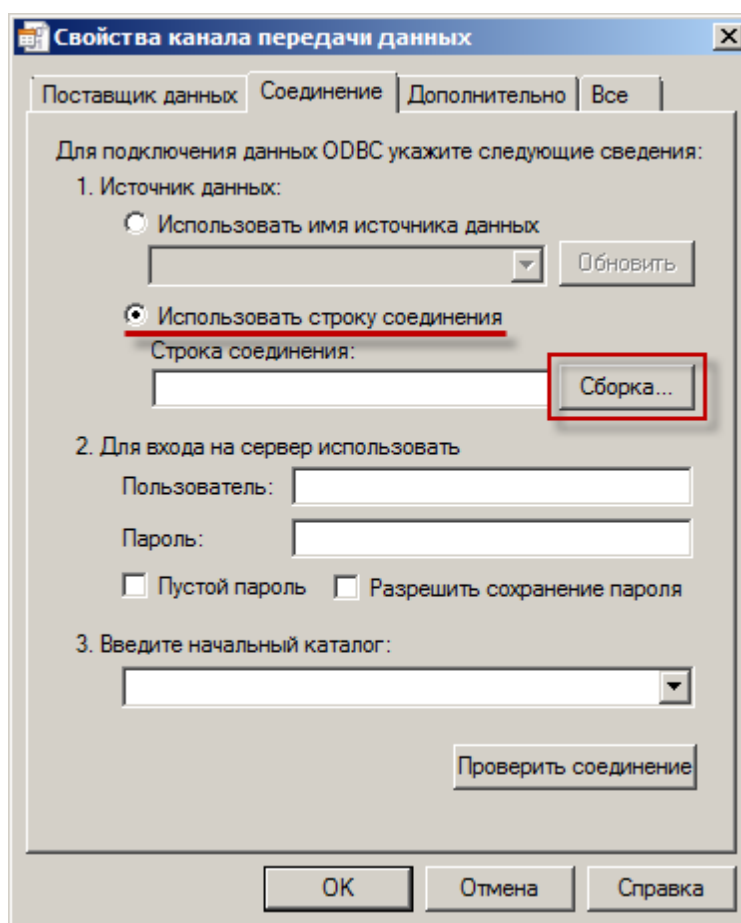 Свойства канала передачи данных
Поставщик данных Соединение Дополнительно Все
Для подключения данных ODBC укажите следующие сведения:
1. Источник данных:
Использовать имя источника данных
Обновить
Использовать строку соединения
Строка соединения:
Сборка...
2. Для входа на сервер использовать
Пользователь:
Пароль:
Пустой пароль Разрешить сохранение пароля
3. Введите начальный каталог:
Проверить соединение
OK Отмена Справка